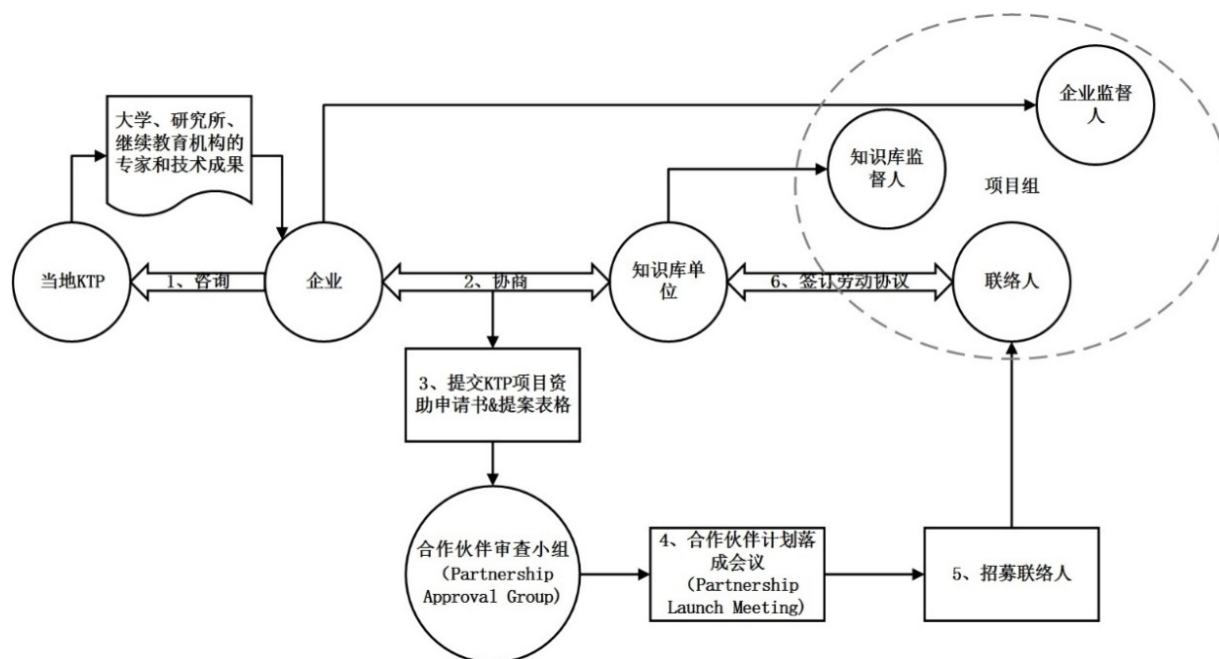 大学、研究所、
继续教育机构的
专家和技术成果
企业监督
人
知识库监
督人
项目组
当地KTP
1、咨询
企业
2、协商
知识库单
位
6、签订劳动协议
联络人
3、提交KTP项目资
助申请书&提案表格
合作伙伴审查小组
（Partnership
Approval Group)
4、合作伙伴计划落
成会议
（Partnership
Launch Meeting)
5、招募联络人